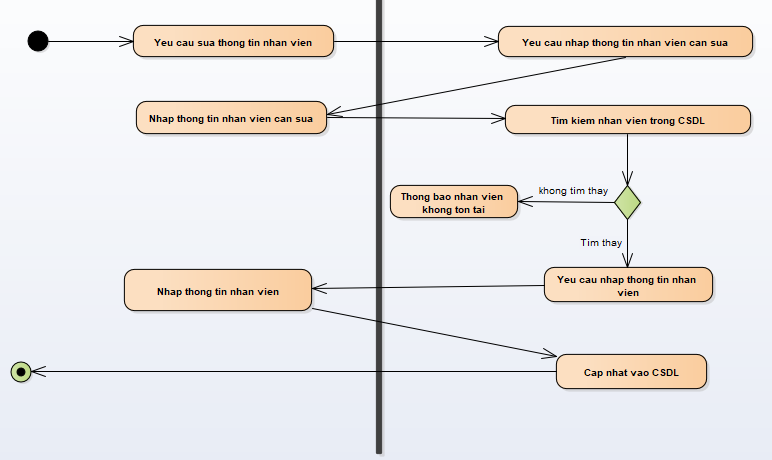 Yeu cau sua thong tin nhan vien
Yeu cau nhap thong tin nhan vien can sua
Nhap thong tin nhan vien can sua
Tim kiem nhan vien trong CSDL
khong tim thay
Thong bao nhan vien
khong ton tai
Tim thay
Yeu cau nhap thong tin nhan
vien
Nhap thong tin nhan vien
Cap nhat vao CSDL